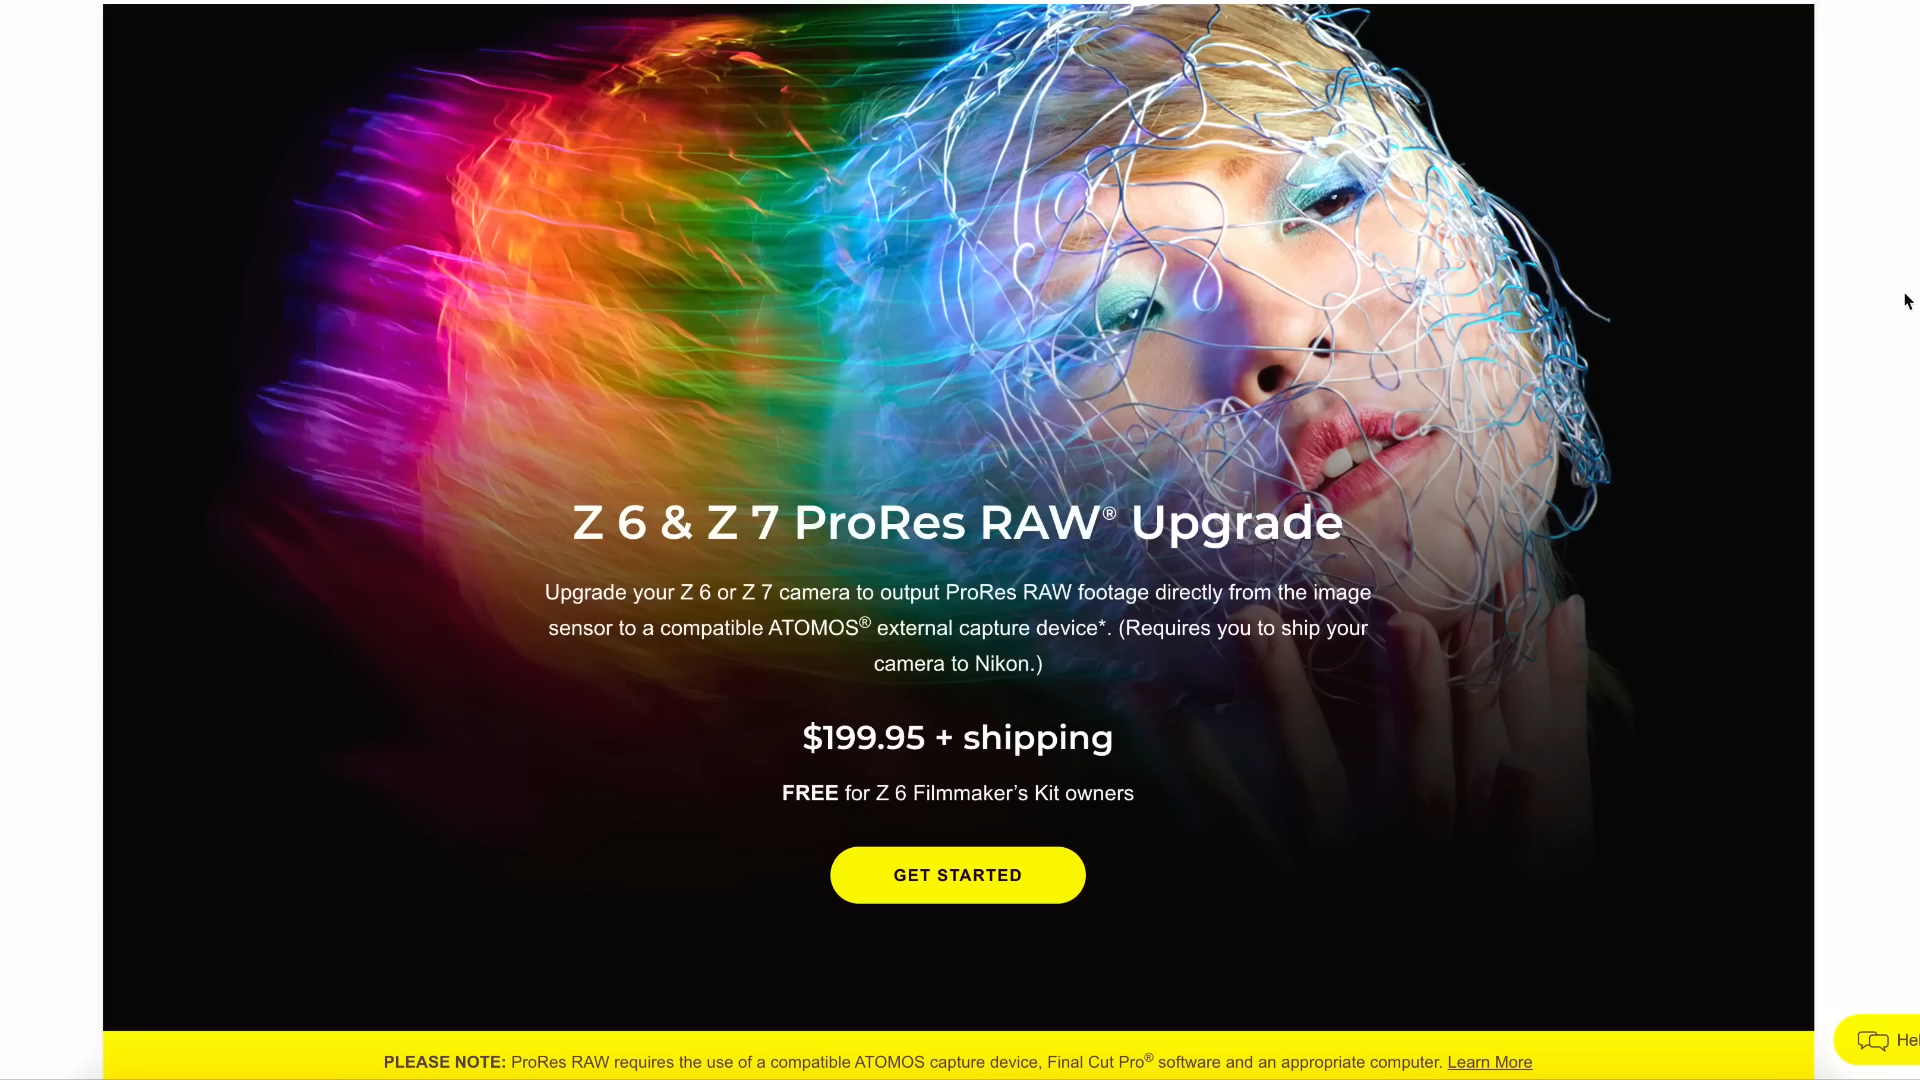 Z 6 & Z 7 ProRes RAW® Upgrade
Upgrade your Z 6 or Z 7 camera to output ProRes RAW footage directly from the image
sensor to a compatible ATOMOS® external capture device*. (Requires you to ship your
camera to Nikon.)
$199.95 + shipping
FREE for Z 6 Filmmaker’s Kit owners
GET STARTED
PLEASE NOTE: ProRes RAW requires the use of a compatible ATOMOS capture device, Final Cut Pro® software and an appropriate computer. Learn More